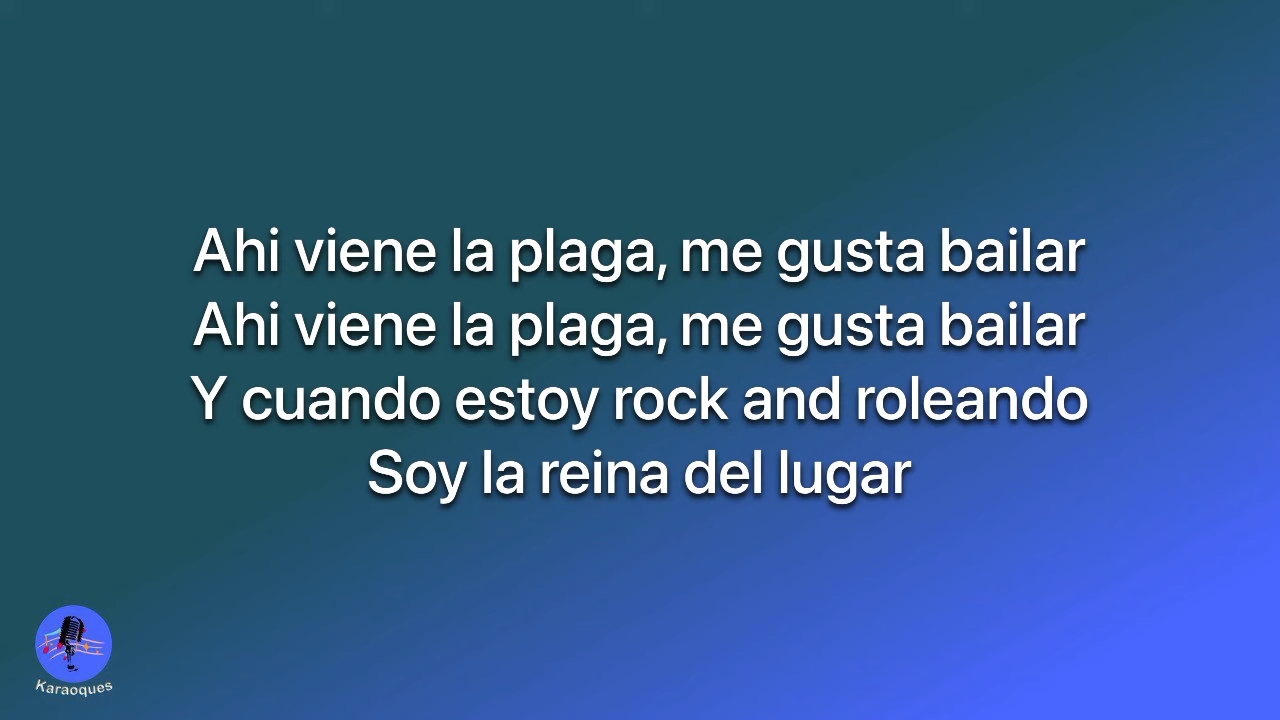 Ahi viene la plaga, me gusta bailar
Ahi viene la plaga, me gusta bailar
Y cuando estoy rock and roleando
Soy la reina del lugar
Karaoques